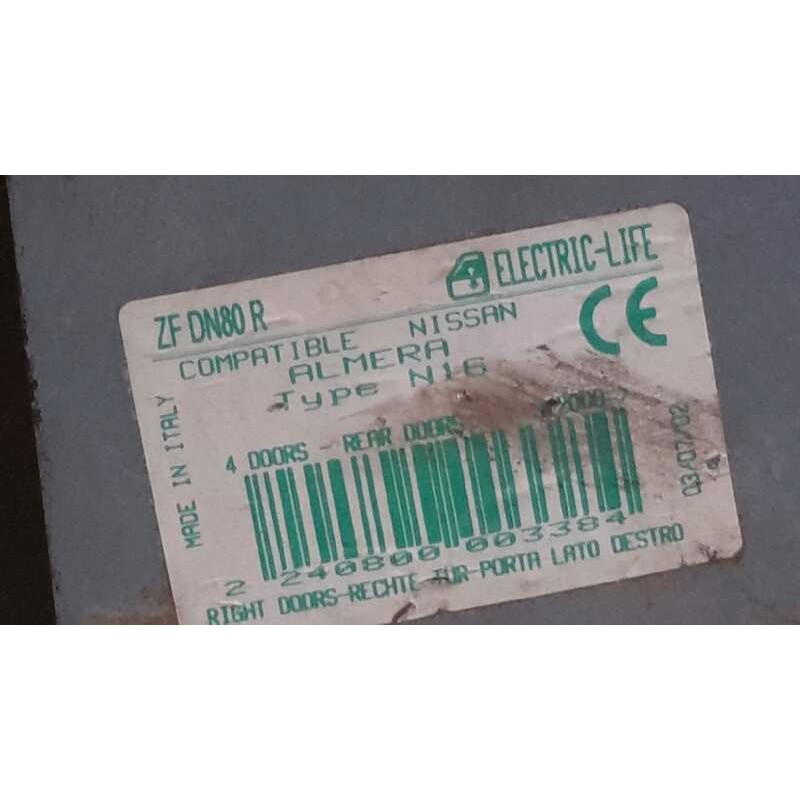 ZF DN80 R
ELECTRIC-LIFE
CE
COMPATIBLE NISSAN
ALMERA
Type N16
4 DOORS - REAR DOORS
MADE IN ITALY
03/07/02
2 240800 003384
RIGHT DOORS-RECHTE TUR-PORTA LATO DESTRO